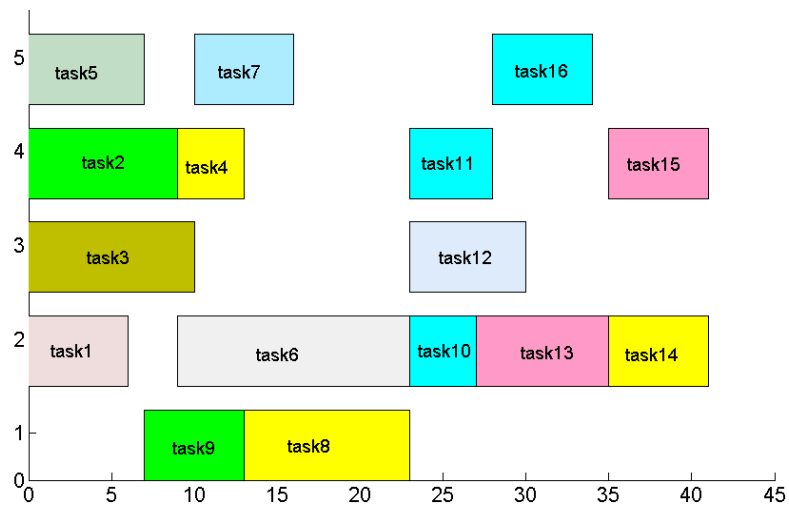 5 task5 task7 task16
4 task2 task4 task11 task15
3 task3 task12
2 task1 task6 task10 task13 task14
1 task9 task8
0
0 5 10 15 20 25 30 35 40 45